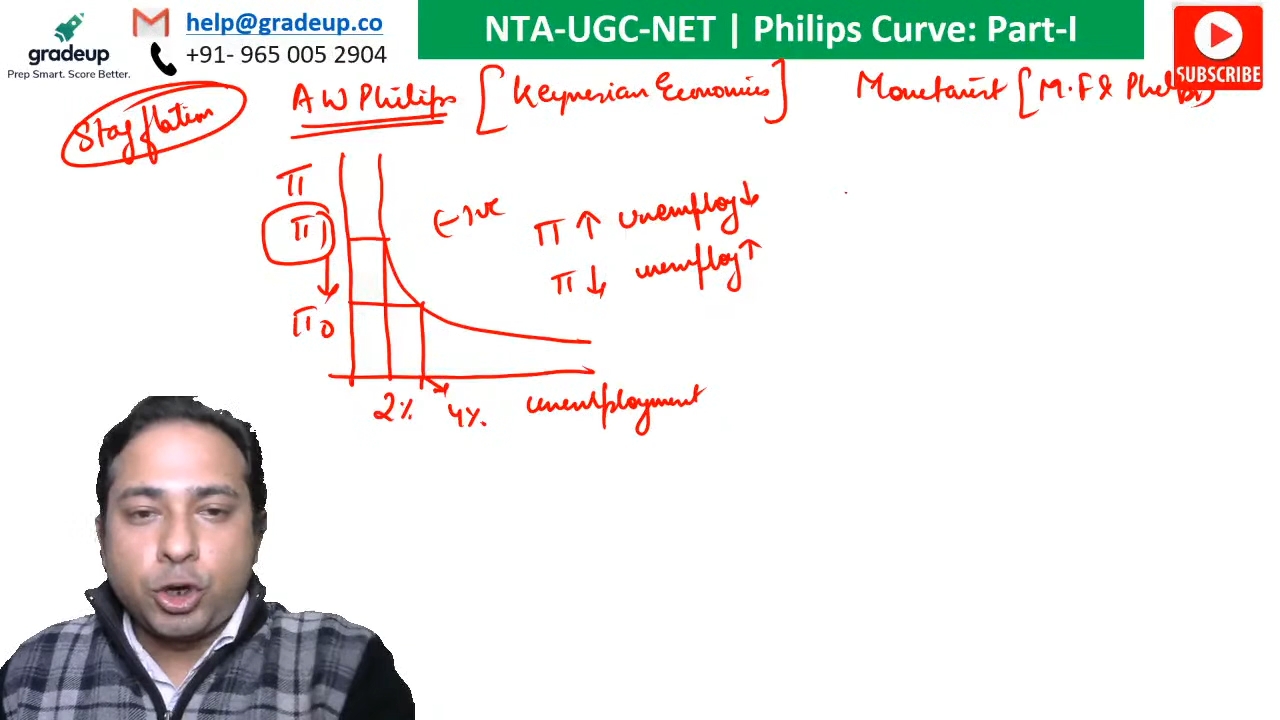 gradeup
Prep Smart. Score Better.
help@gradeup.co
+91- 965 005 2904
NTA-UGC-NET | Philips Curve: Part-I
SUBSCRIBE
Stagflation
A W Philips [Keynesian Economics]
Monetarist [M.F & Phelps]
π
π1
π0
(-)ve
π ↑ unemploy ↓
π ↓ unemploy ↑
2% 4% unemployment